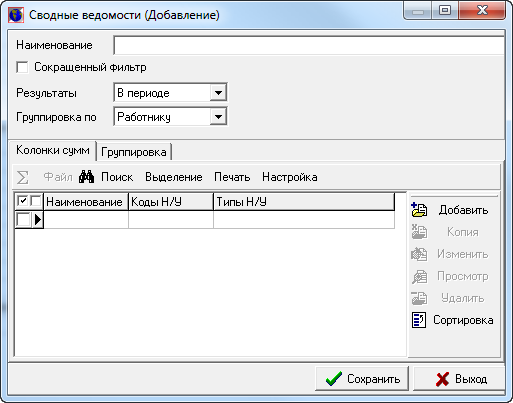 Сводные ведомости (Добавление)
Наименование
Сокращенный фильтр
Результаты В периоде
Группировка по Работнику
Колонки сумм Группировка
Файл Поиск Выделение Печать Настройка
Наименование Коды Н/У Типы Н/У
Добавить
Копия
Изменить
Просмотр
Удалить
Сортировка
Сохранить Выход